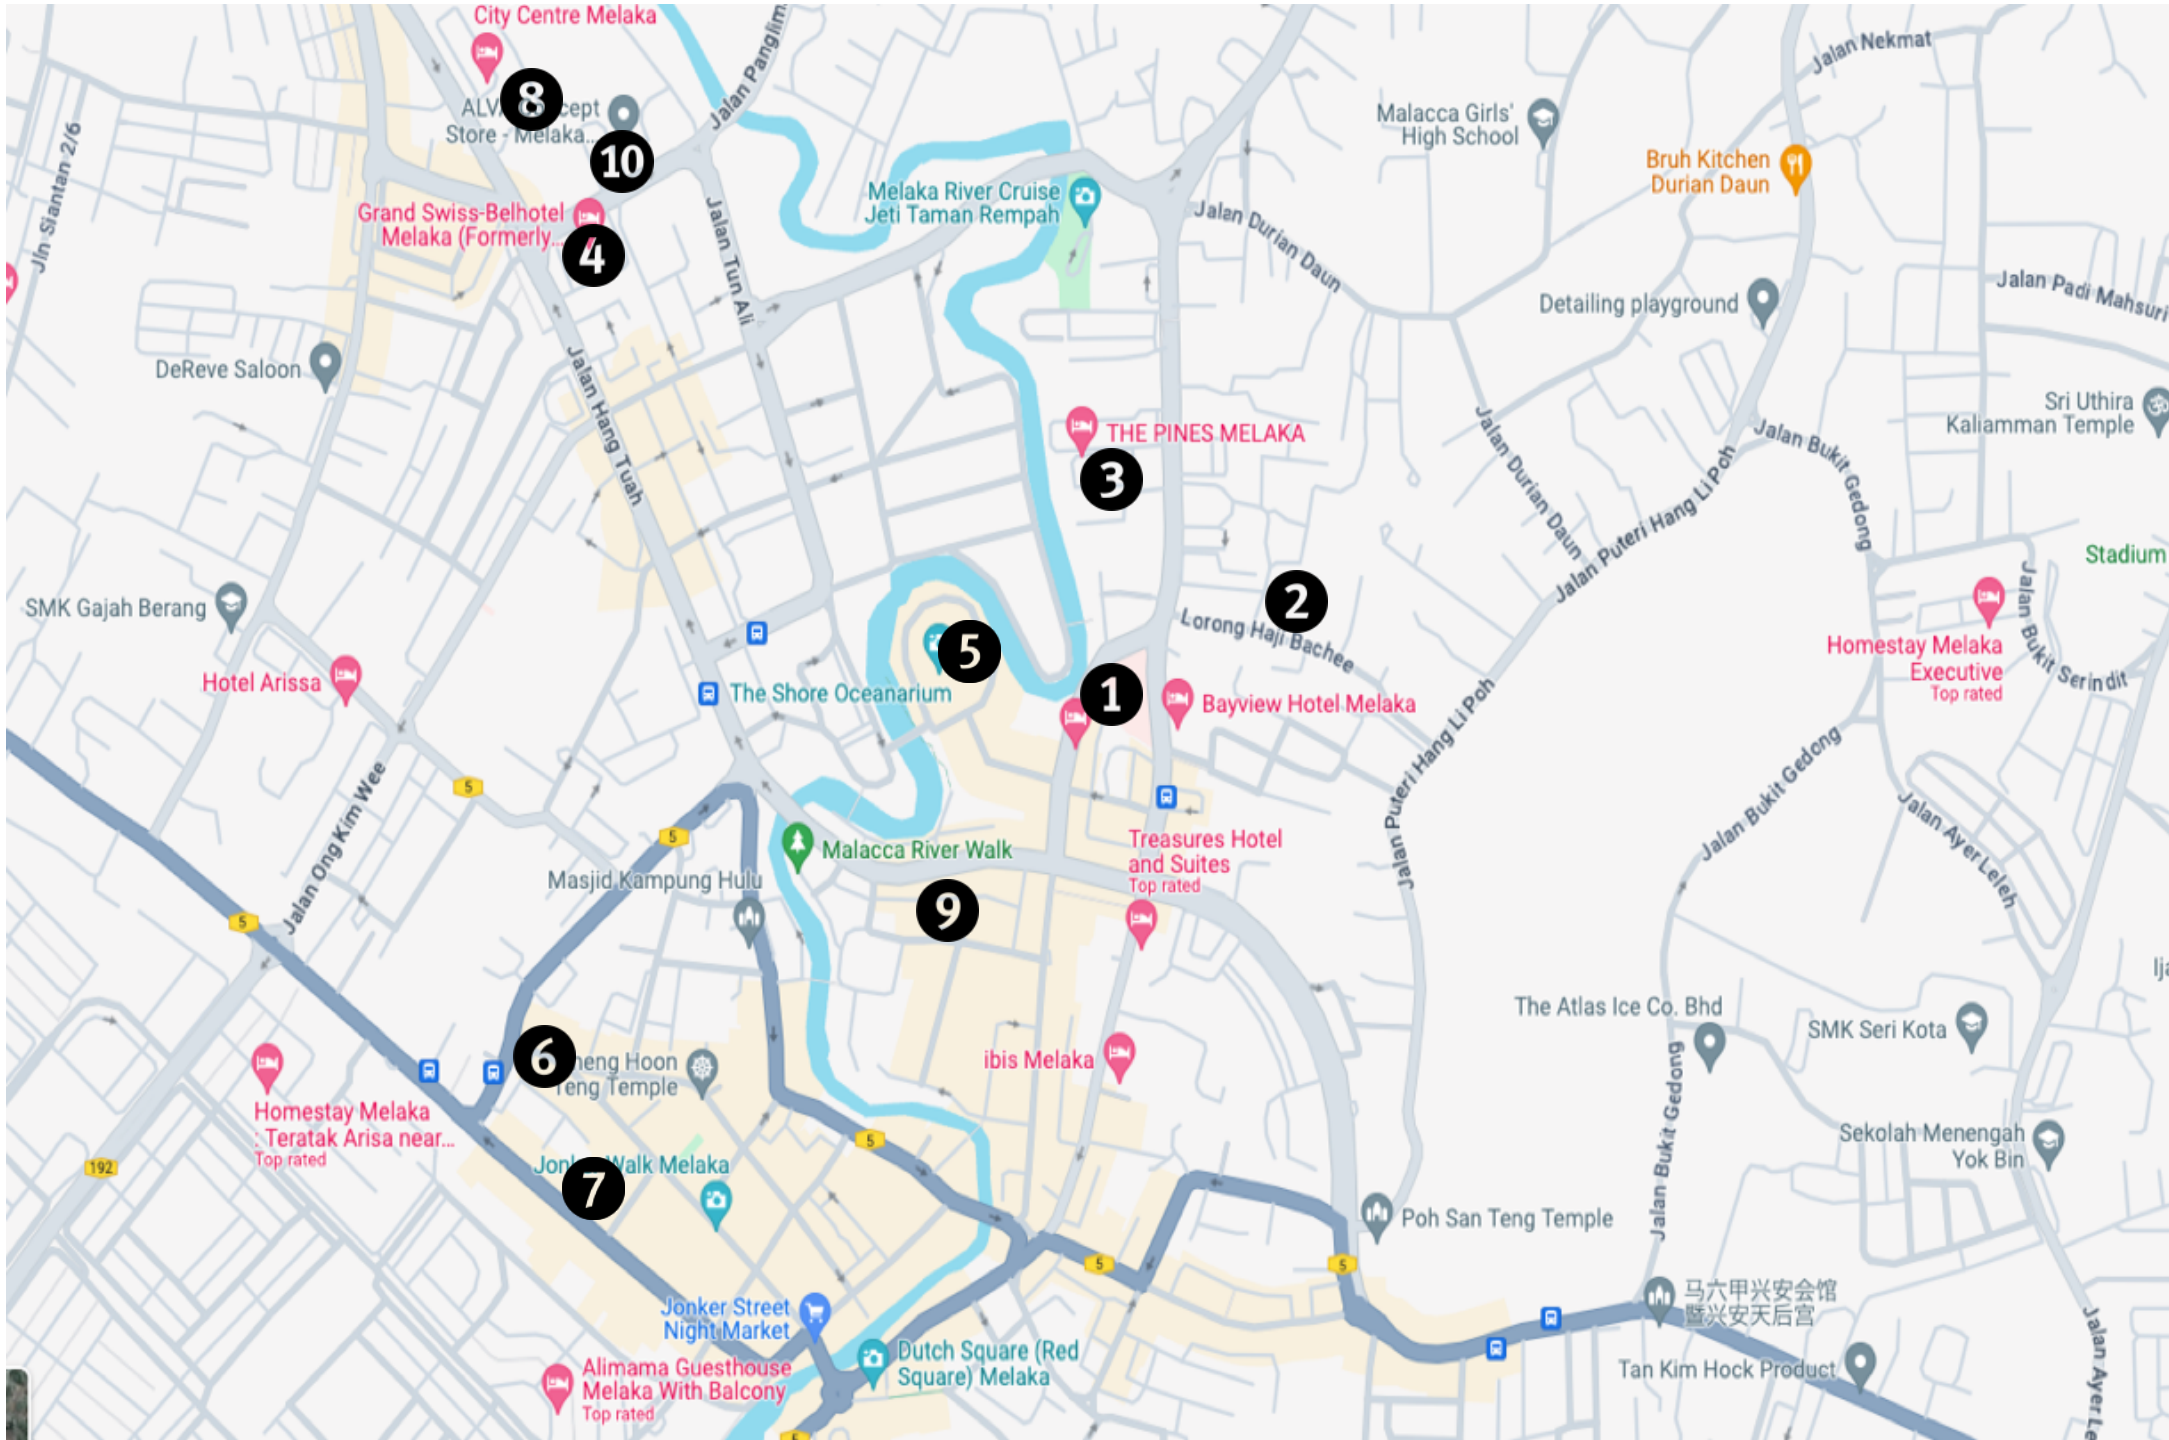 City Centre Melaka
8
ALV
cept
Store - Melaka...
10
Jalan Panglim
Jln Siantan 2/6
Grand Swiss-Belhotel
Melaka (Formerly...
4
Jalan Tun Ali
Melaka River Cruise
Jeti Taman Rempah
Jalan Durian Daun
Malacca Girls'
High School
Jalan Nekmat
Bruh Kitchen
Durian Daun
Detailing playground
Jalan Padi Mahsuri
DeReve Saloon
Jalan Hang Tuah
THE PINES MELAKA
3
Jalan Durian Daun
Jalan Puteri Hang Li Poh
Jalan Bukit Gedong
Sri Uthira
Kaliamman Temple
Stadium
SMK Gajah Berang
2
Lorong Haji Bachee
Homestay Melaka
Executive
Top rated
Jalan Bukit Serindit
Hotel Arissa
5
The Shore Oceanarium
1
Bayview Hotel Melaka
Jalan Puteri Hang Li Poh
Jalan Puteri Hang Li Poh
5
5
Jalan Ong Kim Wee
5
Malacca River Walk
Masjid Kampung Hulu
9
Treasures Hotel
and Suites
Top rated
Jalan Bukit Gedong
Jalan Ayer Leleh
Ija
The Atlas Ice Co. Bhd
SMK Seri Kota
6
heng Hoon
Teng Temple
ibis Melaka
Homestay Melaka
: Teratak Arisa near...
Top rated
192
5
Jalan Bukit Gedong
Sekolah Menengah
Yok Bin
Jonk
Walk Melaka
7
Poh San Teng Temple
5
5
Jonker Street
Night Market
马六甲兴安会馆
暨兴安天后宫
Dutch Square (Red
Square) Melaka
Alimama Guesthouse
Melaka With Balcony
Top rated
Tan Kim Hock Product
Jalan Ayer Le
5